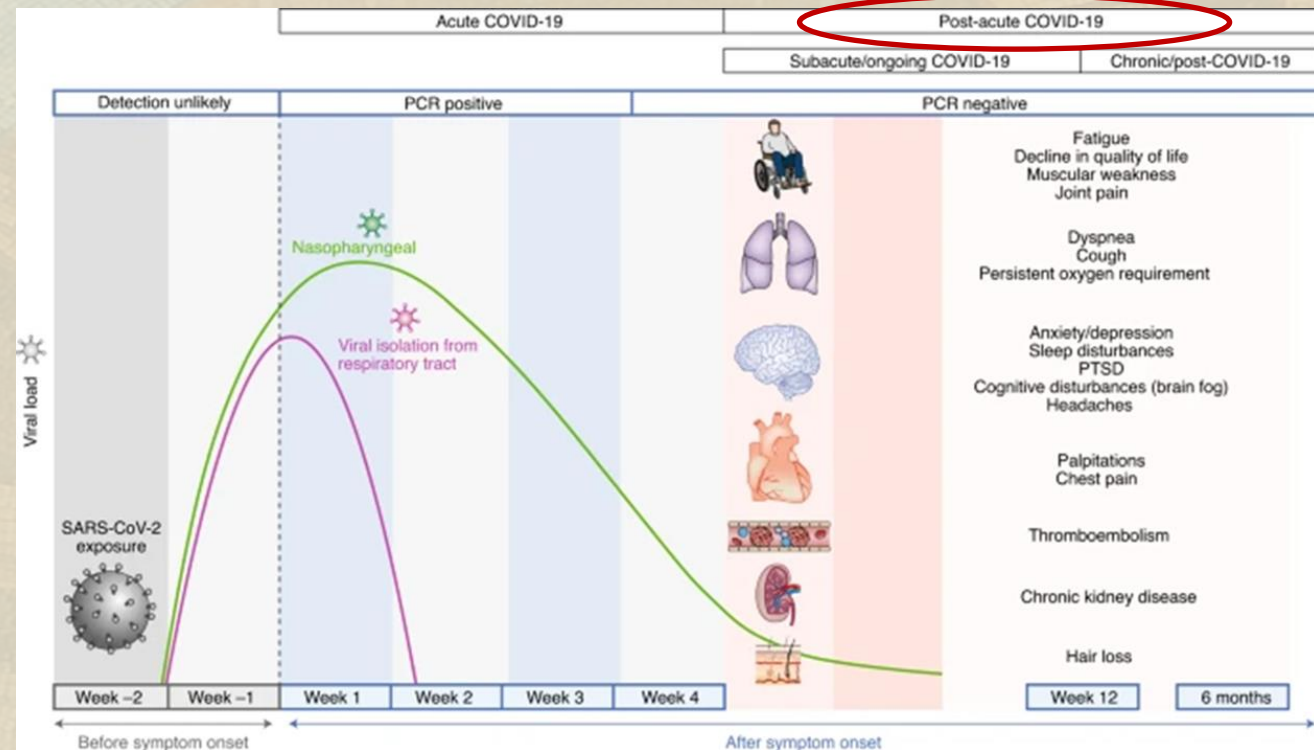 Acute COVID-19
Post-acute COVID-19
Subacute/ongoing COVID-19
Chronic/post-COVID-19
Detection unlikely
PCR positive
PCR negative
Fatigue
Decline in quality of life
Muscular weakness
Joint pain
Nasopharyngeal
Dyspnea
Cough
Persistent oxygen requirement
Viral isolation from
respiratory tract
Anxiety/depression
Sleep disturbances
PTSD
Cognitive disturbances (brain fog)
Headaches
Viral load
Palpitations
Chest pain
SARS-CoV-2
exposure
Thromboembolism
Chronic kidney disease
Hair loss
Week –2
Week –1
Week 1
Week 2
Week 3
Week 4
Week 12
6 months
Before symptom onset
After symptom onset